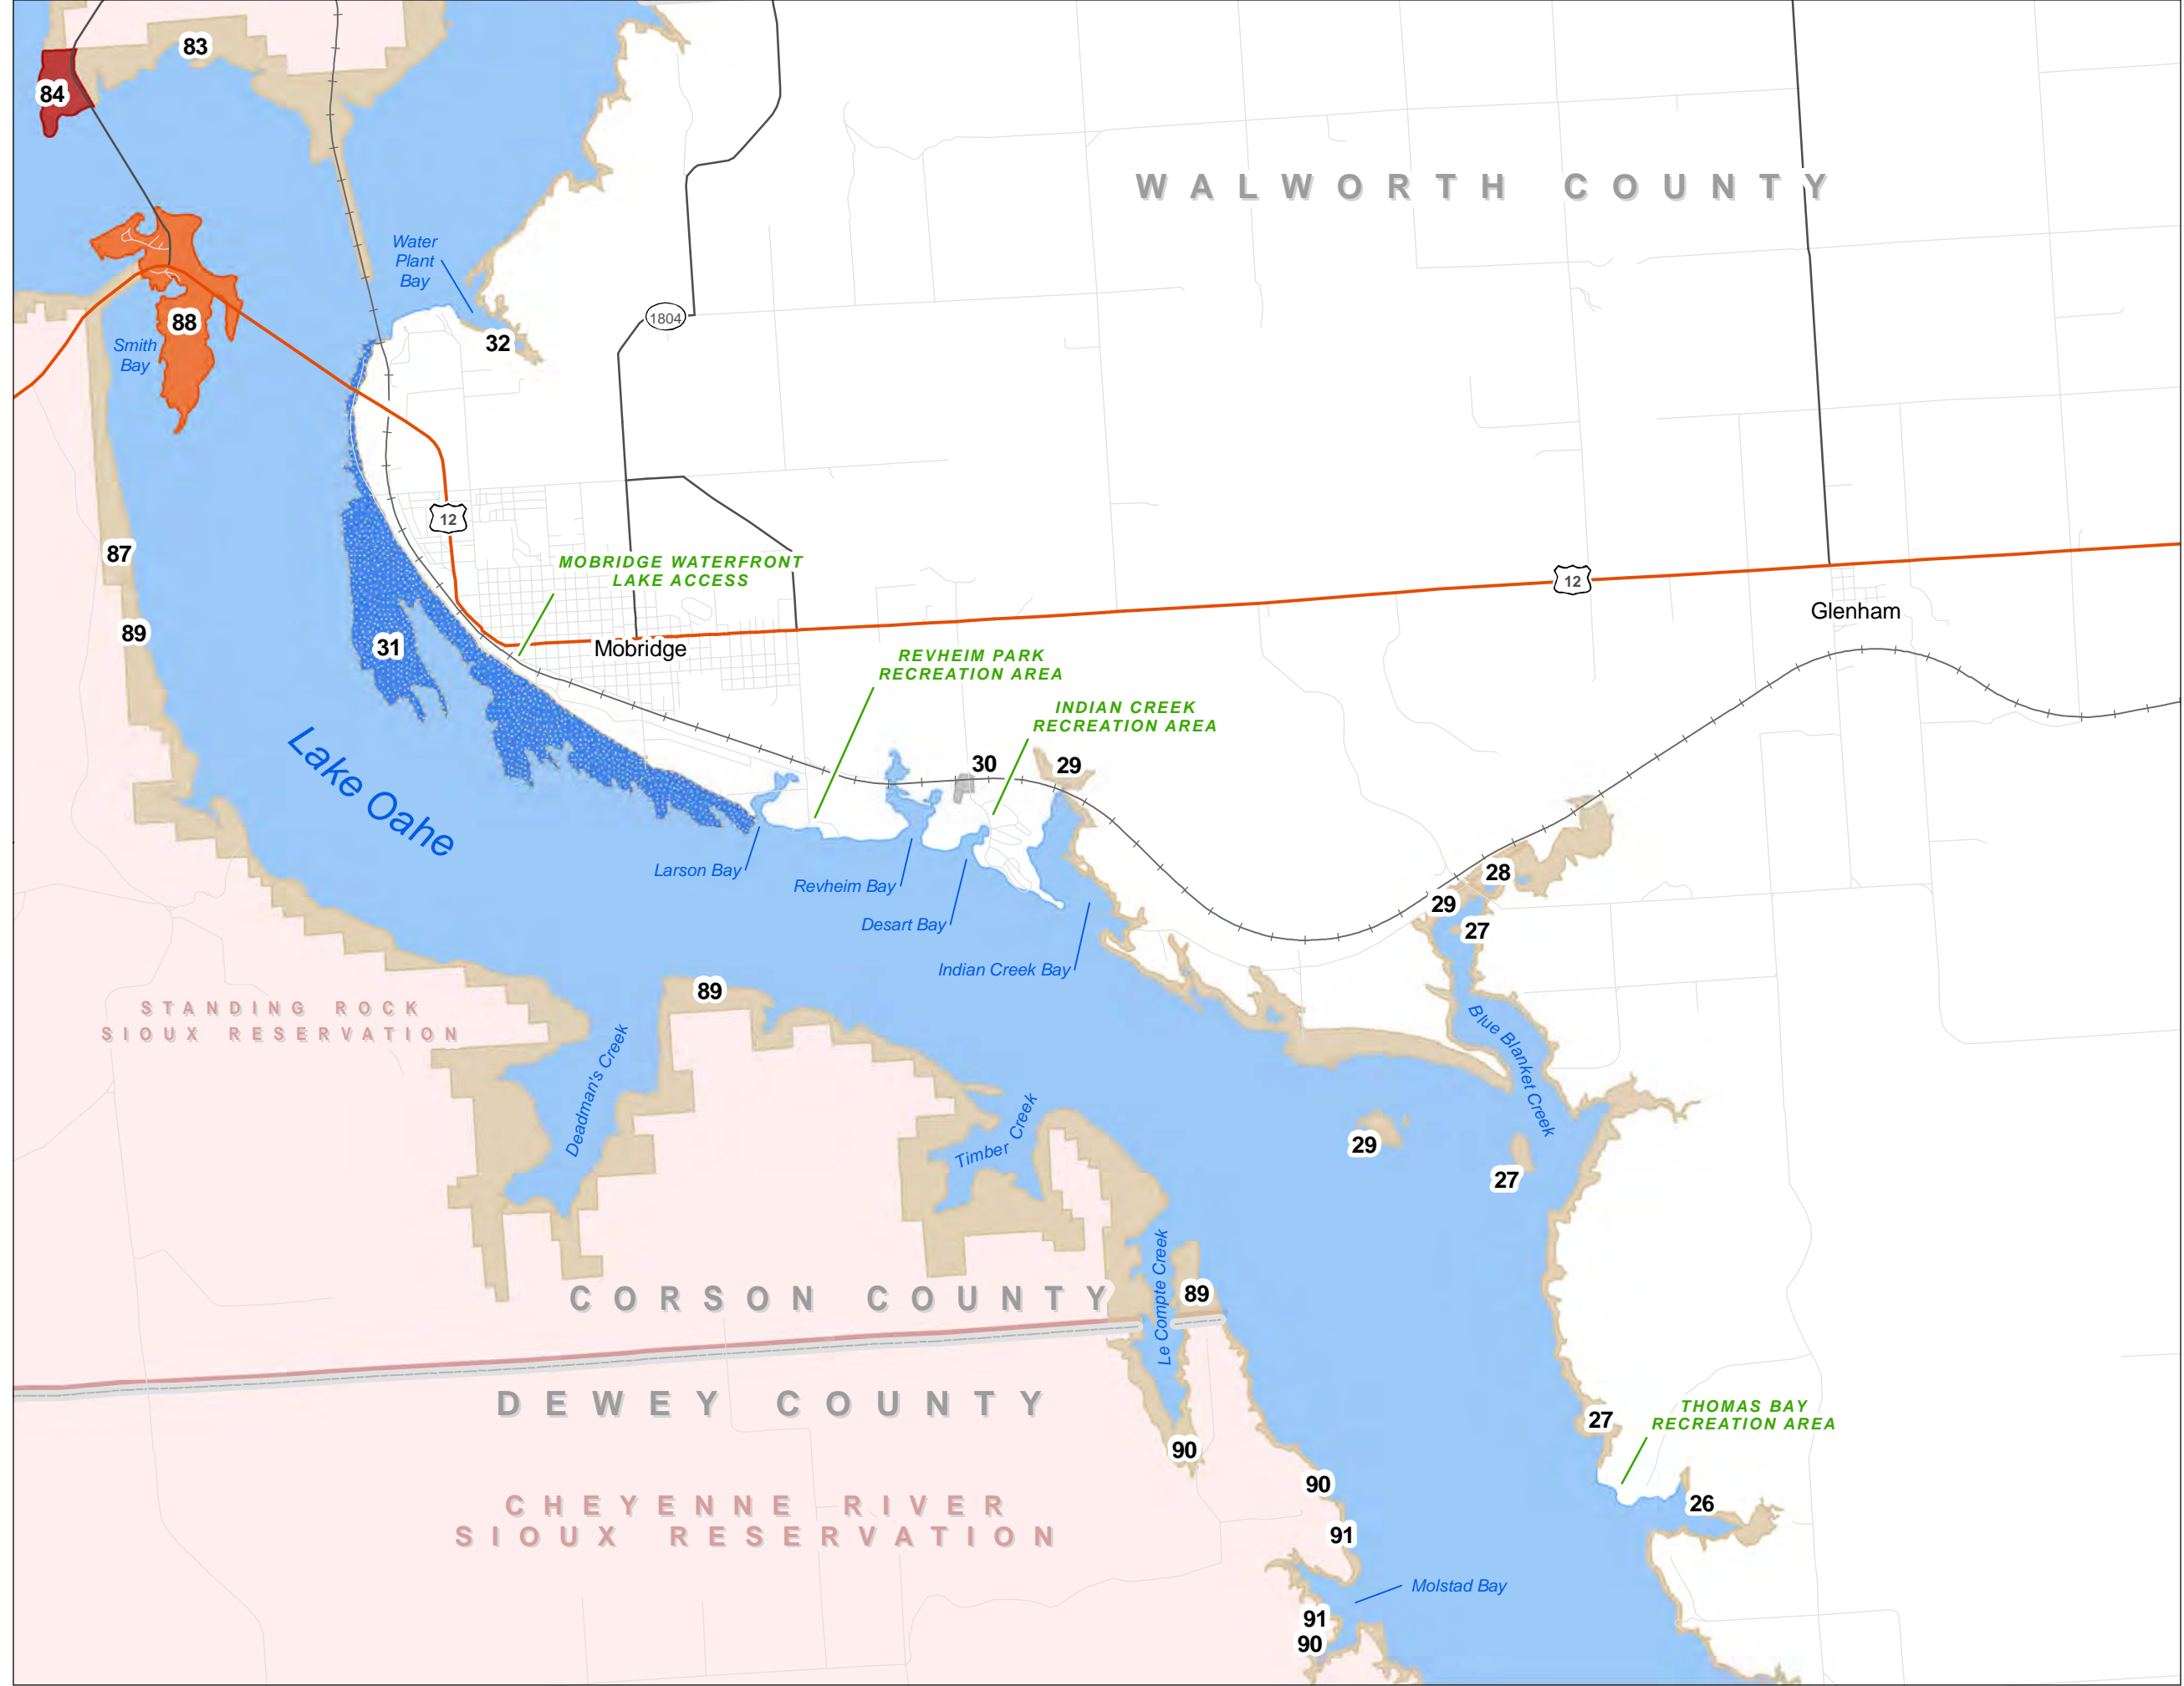 83
84
WALWORTH COUNTY
Water
Plant
Bay
1804
88
32
Smith
Bay
12
87
MOBRIDGE WATERFRONT
LAKE ACCESS
12
Glenham
89
31
Mobridge
REVHEIM PARK
RECREATION AREA
INDIAN CREEK
RECREATION AREA
30
29
Lake Oahe
Larson Bay
Revheim Bay
Desart Bay
Indian Creek Bay
28
29
27
89
STANDING ROCK
SIOUX RESERVATION
Deadman's Creek
Timber Creek
Blue Blanket Creek
29
27
Le Compte Creek
89
CORSON COUNTY
DEWEY COUNTY
90
27
THOMAS BAY
RECREATION AREA
90
26
CHEYENNE RIVER
SIOUX RESERVATION
91
Molstad Bay
91
90